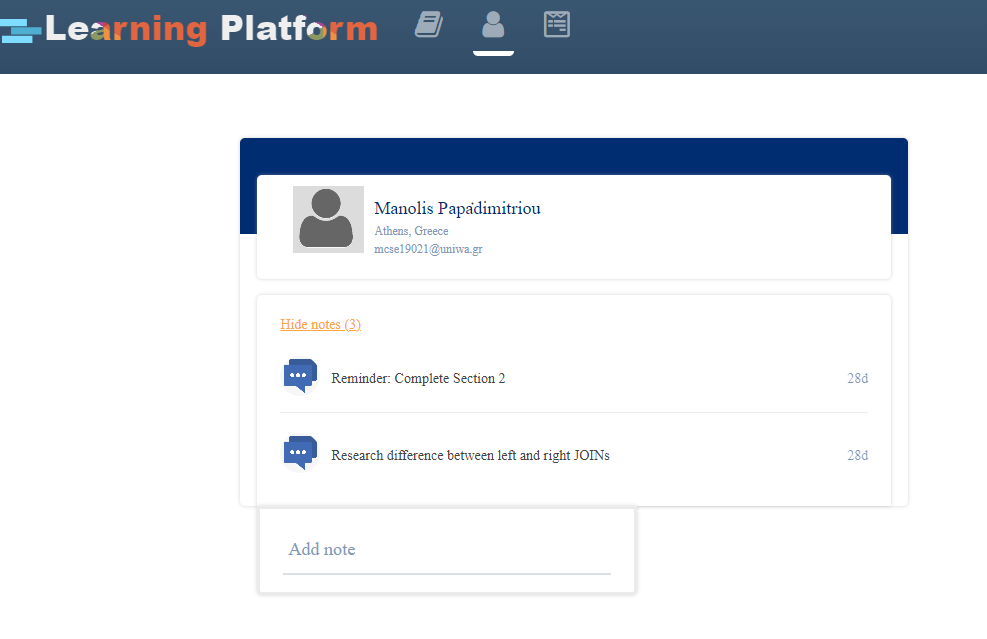 Learning Platform
Manolis Papadimitriou
Athens, Greece
mcse19021@uniwa.gr
Hide notes (3)
Reminder: Complete Section 2
28d
Research difference between left and right JOINs
28d
Add note